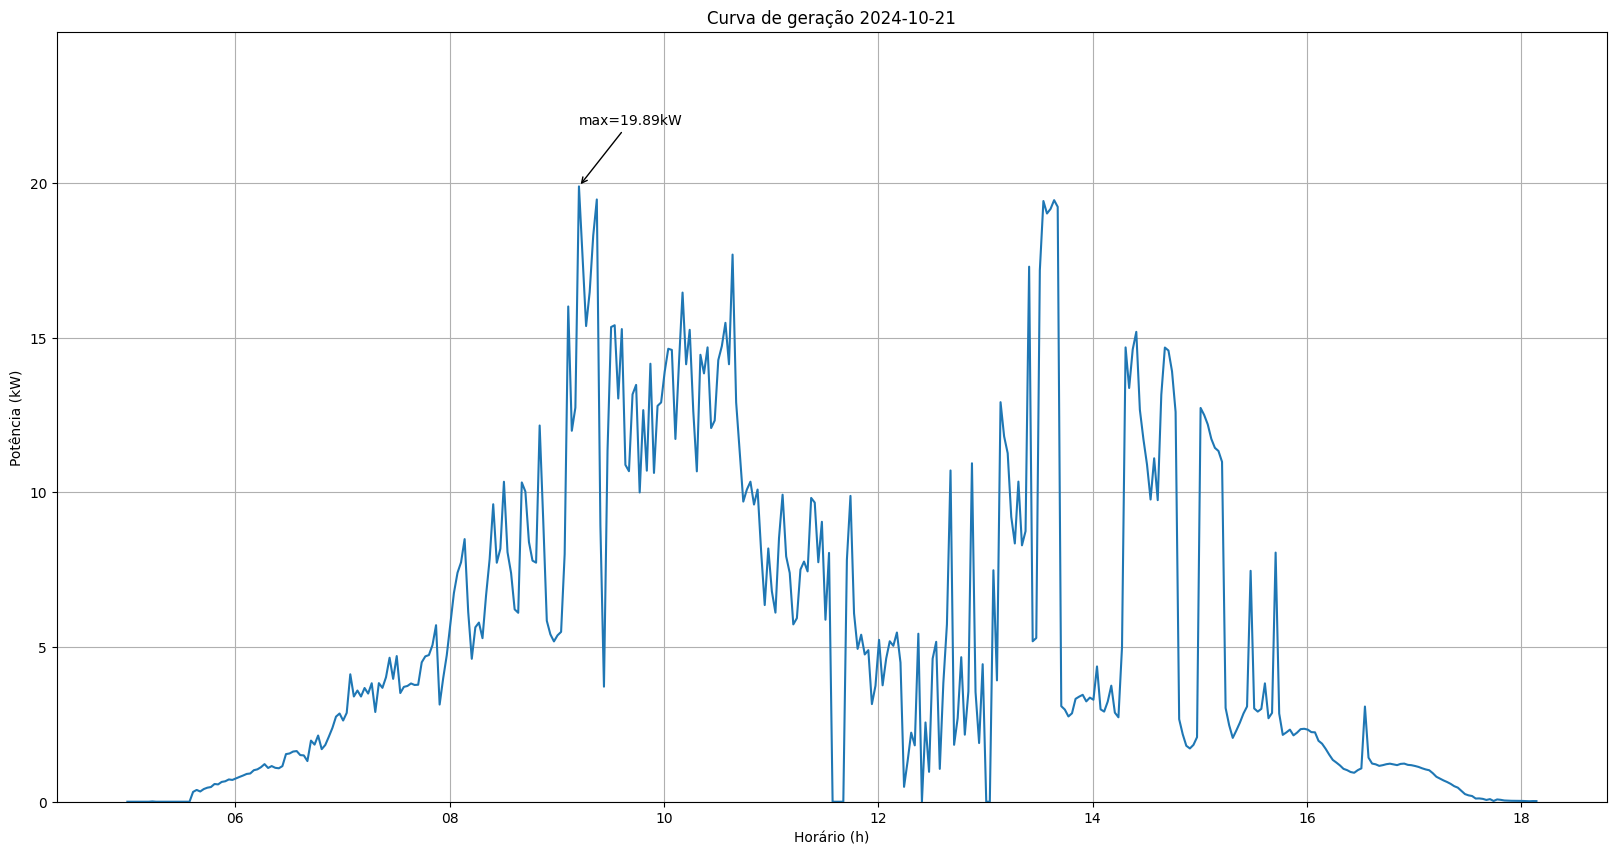 Curva de geração 2024-10-21
max=19.89kW
Potência (kW)
20
15
10
5
0
06 08 10 12 14 16 18
Horário (h)